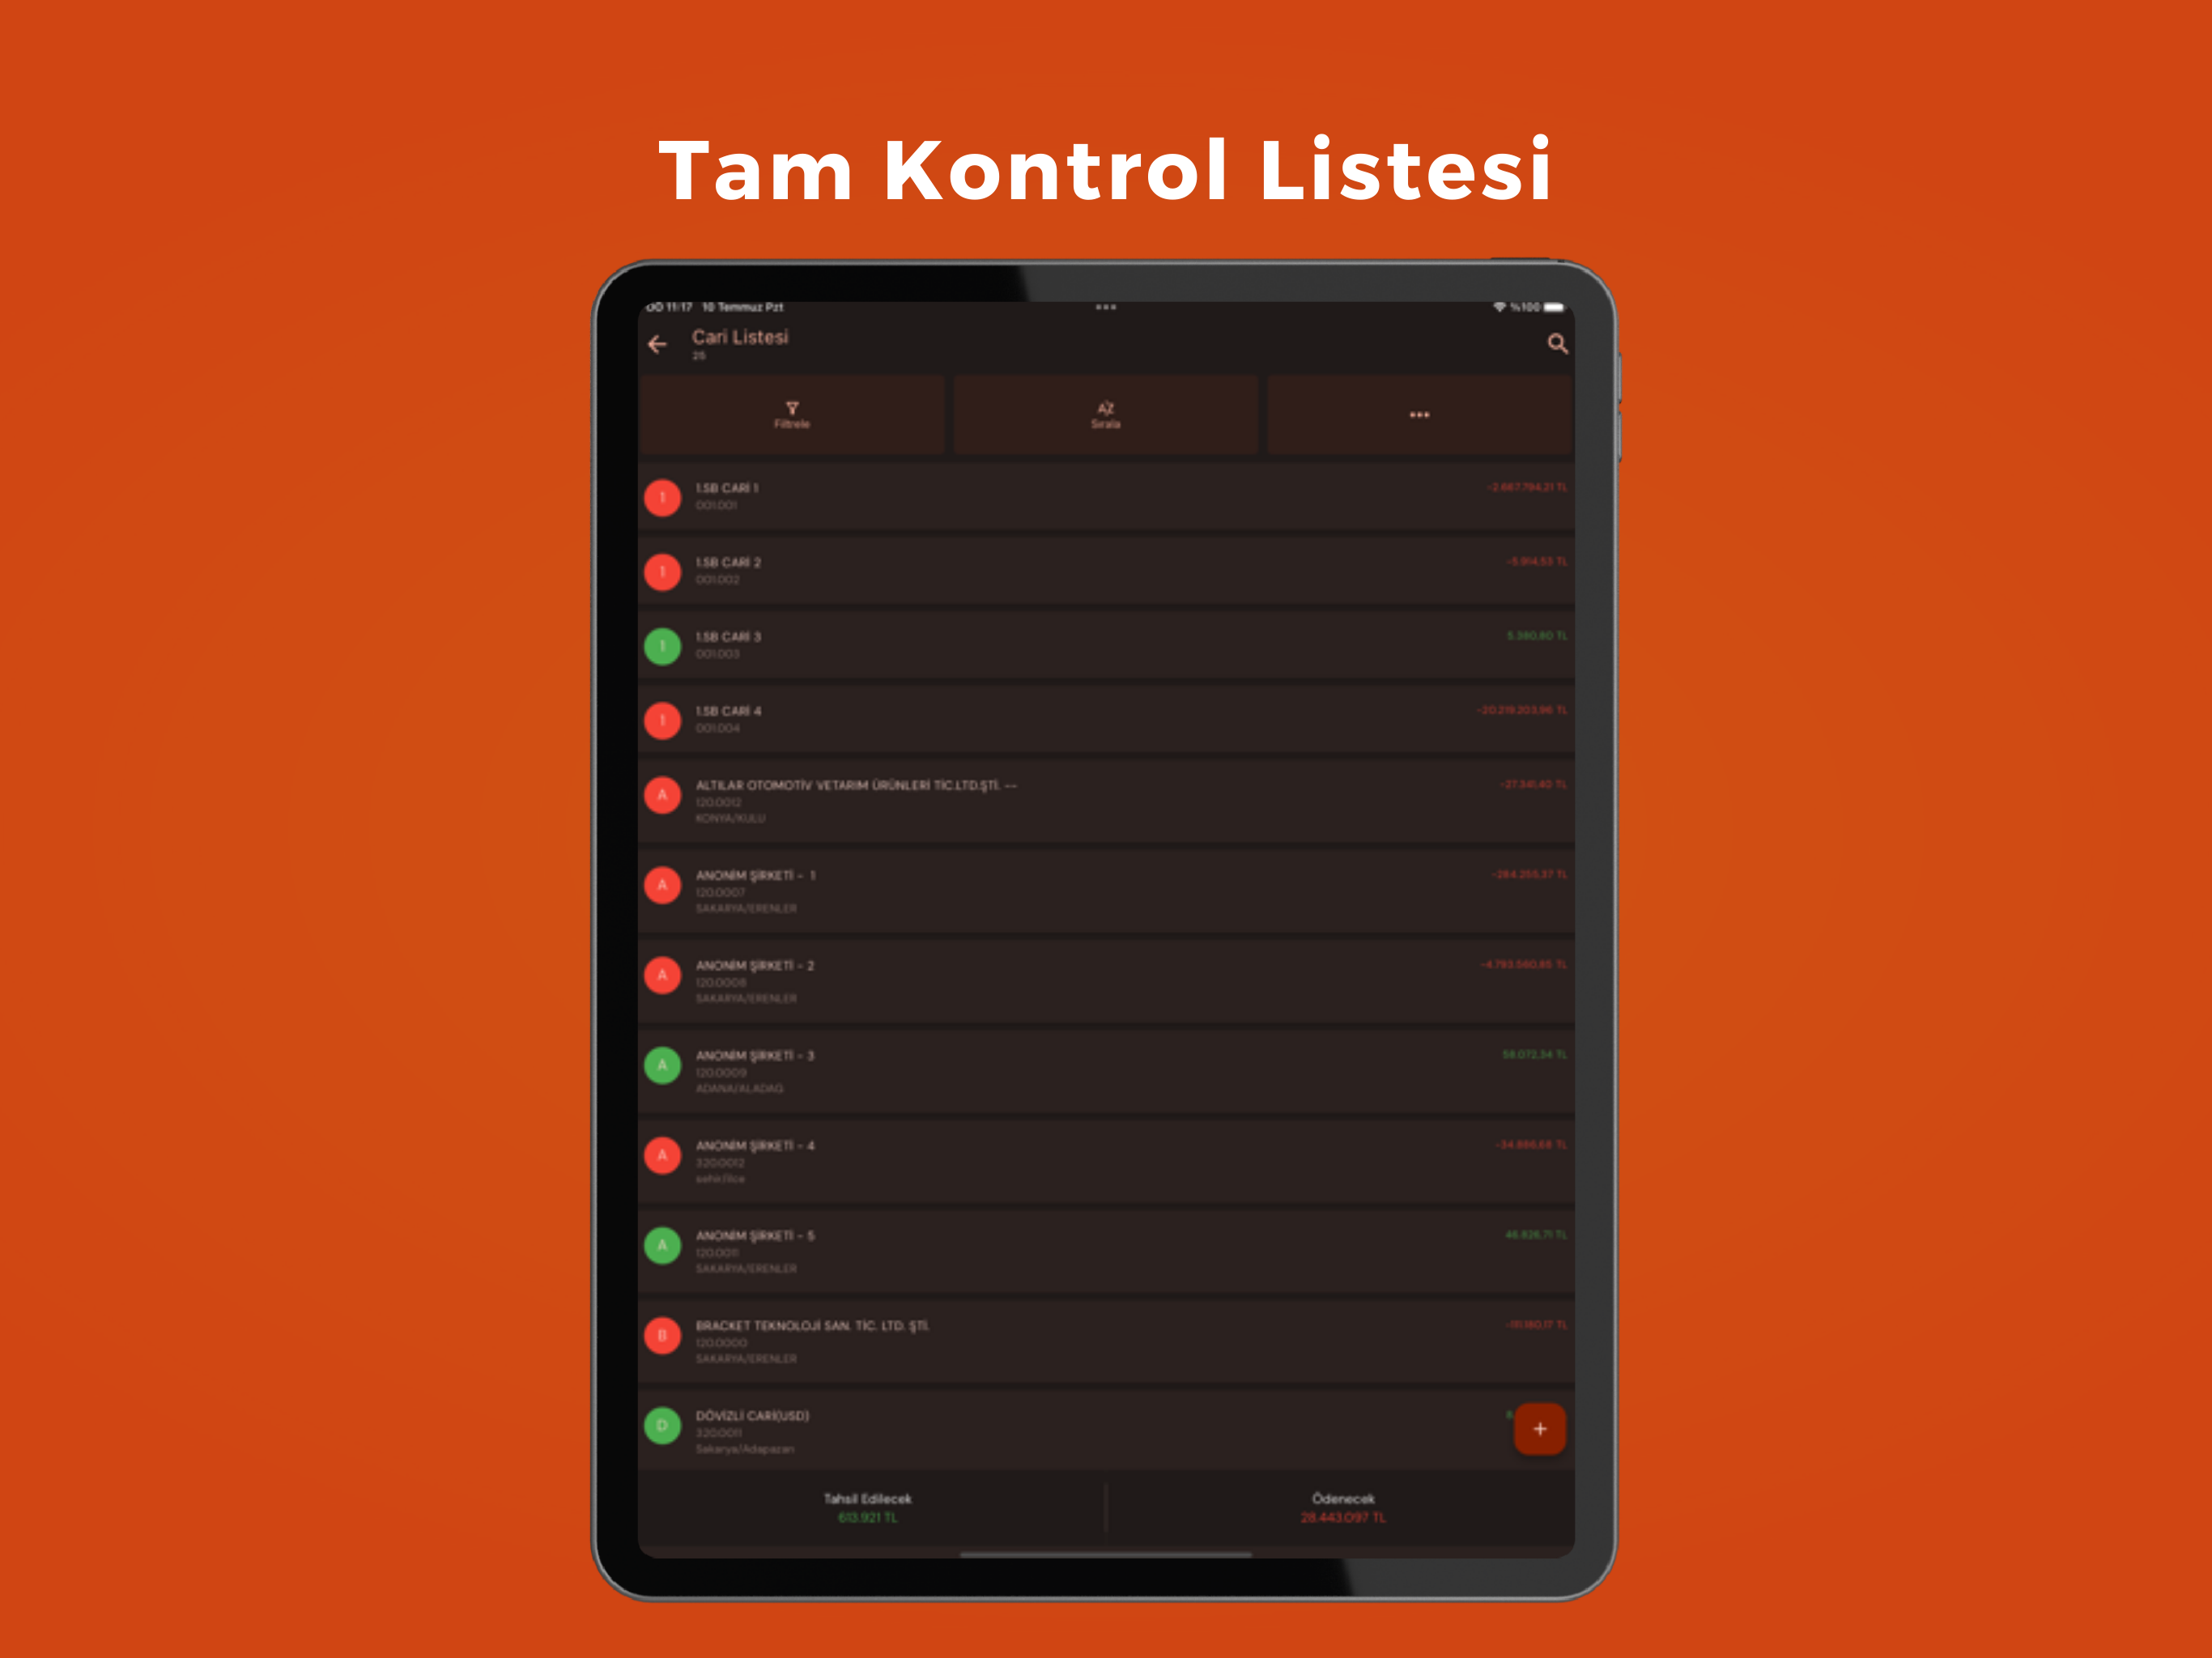 Tam Kontrol Listesi
11:17 10 Temmuz Pzt
%100
Cari Listesi
25
Filtrele
Sırala
1
1.SB CARİ 1
-2.667.794,21 TL
001.001
1
1.SB CARİ 2
-5.914,53 TL
001.002
1
1.SB CARİ 3
5.380,80 TL
001.003
1
1.SB CARİ 4
-20.219.203,96 TL
001.004
A
ALTILAR OTOMOTİV VETARIM ÜRÜNLERİ TİC.LTD.ŞTİ. --
-27.341,40 TL
120.0012
KONYA/KULU
A
ANONİM ŞİRKETİ - 1
-284.255,37 TL
120.0007
SAKARYA/ERENLER
A
ANONİM ŞİRKETİ - 2
-4.793.560,85 TL
120.0008
SAKARYA/ERENLER
A
ANONİM ŞİRKETİ - 3
58.072,34 TL
120.0009
ADANA/ALADAĞ
A
ANONİM ŞİRKETİ - 4
-34.886,68 TL
320.0012
sehir/ilce
A
ANONİM ŞİRKETİ - 5
46.826,71 TL
120.0011
SAKARYA/ERENLER
B
BRACKET TEKNOLOJİ SAN. TİC. LTD. ŞTİ.
-111.180,17 TL
120.0000
SAKARYA/ERENLER
D
DÖVİZLİ CARİ(USD)
320.0011
Sakarya/Adapazarı
Tahsil Edilecek
613.921 TL
Ödenecek
28.443.097 TL